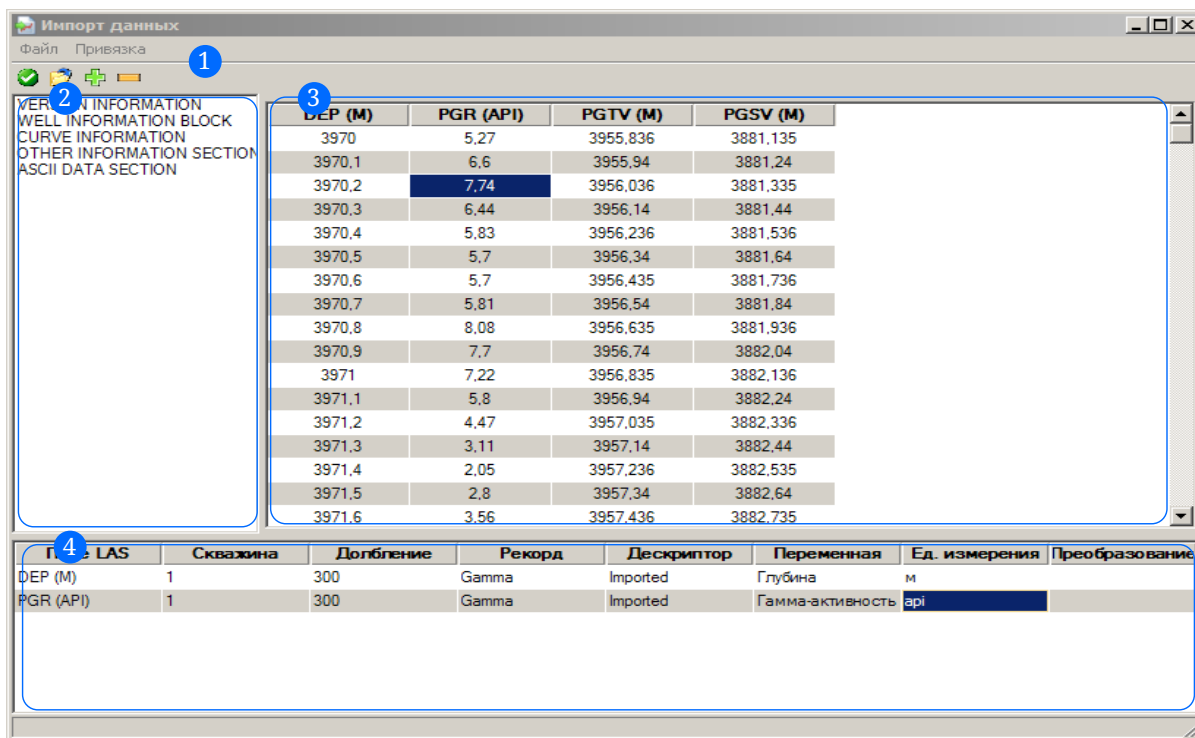 Импорт данных
Файл Привязка
1
2
3
VER N INFORMATION
WELL INFORMATION BLOCK
CURVE INFORMATION
OTHER INFORMATION SECTION
ASCII DATA SECTION
DEP (M) PGR (API) PGTV (M) PGSV (M)
3970 5,27 3955,836 3881,135
3970,1 6,6 3955,94 3881,24
3970,2 7,74 3956,036 3881,335
3970,3 6,44 3956,14 3881,44
3970,4 5,83 3956,236 3881,536
3970,5 5,7 3956,34 3881,64
3970,6 5,7 3956,435 3881,736
3970,7 5,81 3956,54 3881,84
3970,8 8,08 3956,635 3881,936
3970,9 7,7 3956,74 3882,04
3971 7,22 3956,835 3882,136
3971,1 5,8 3956,94 3882,24
3971,2 4,47 3957,035 3882,336
3971,3 3,11 3957,14 3882,44
3971,4 2,05 3957,236 3882,535
3971,5 2,8 3957,34 3882,64
3971,6 3,56 3957,436 3882,735
4
LAS Скважина Долбление Рекорд Дескриптор Переменная Ед. измерения Преобразование
DEP (M) 1 300 Gamma Imported Глубина м
PGR (API) 1 300 Gamma Imported Гамма-активность api